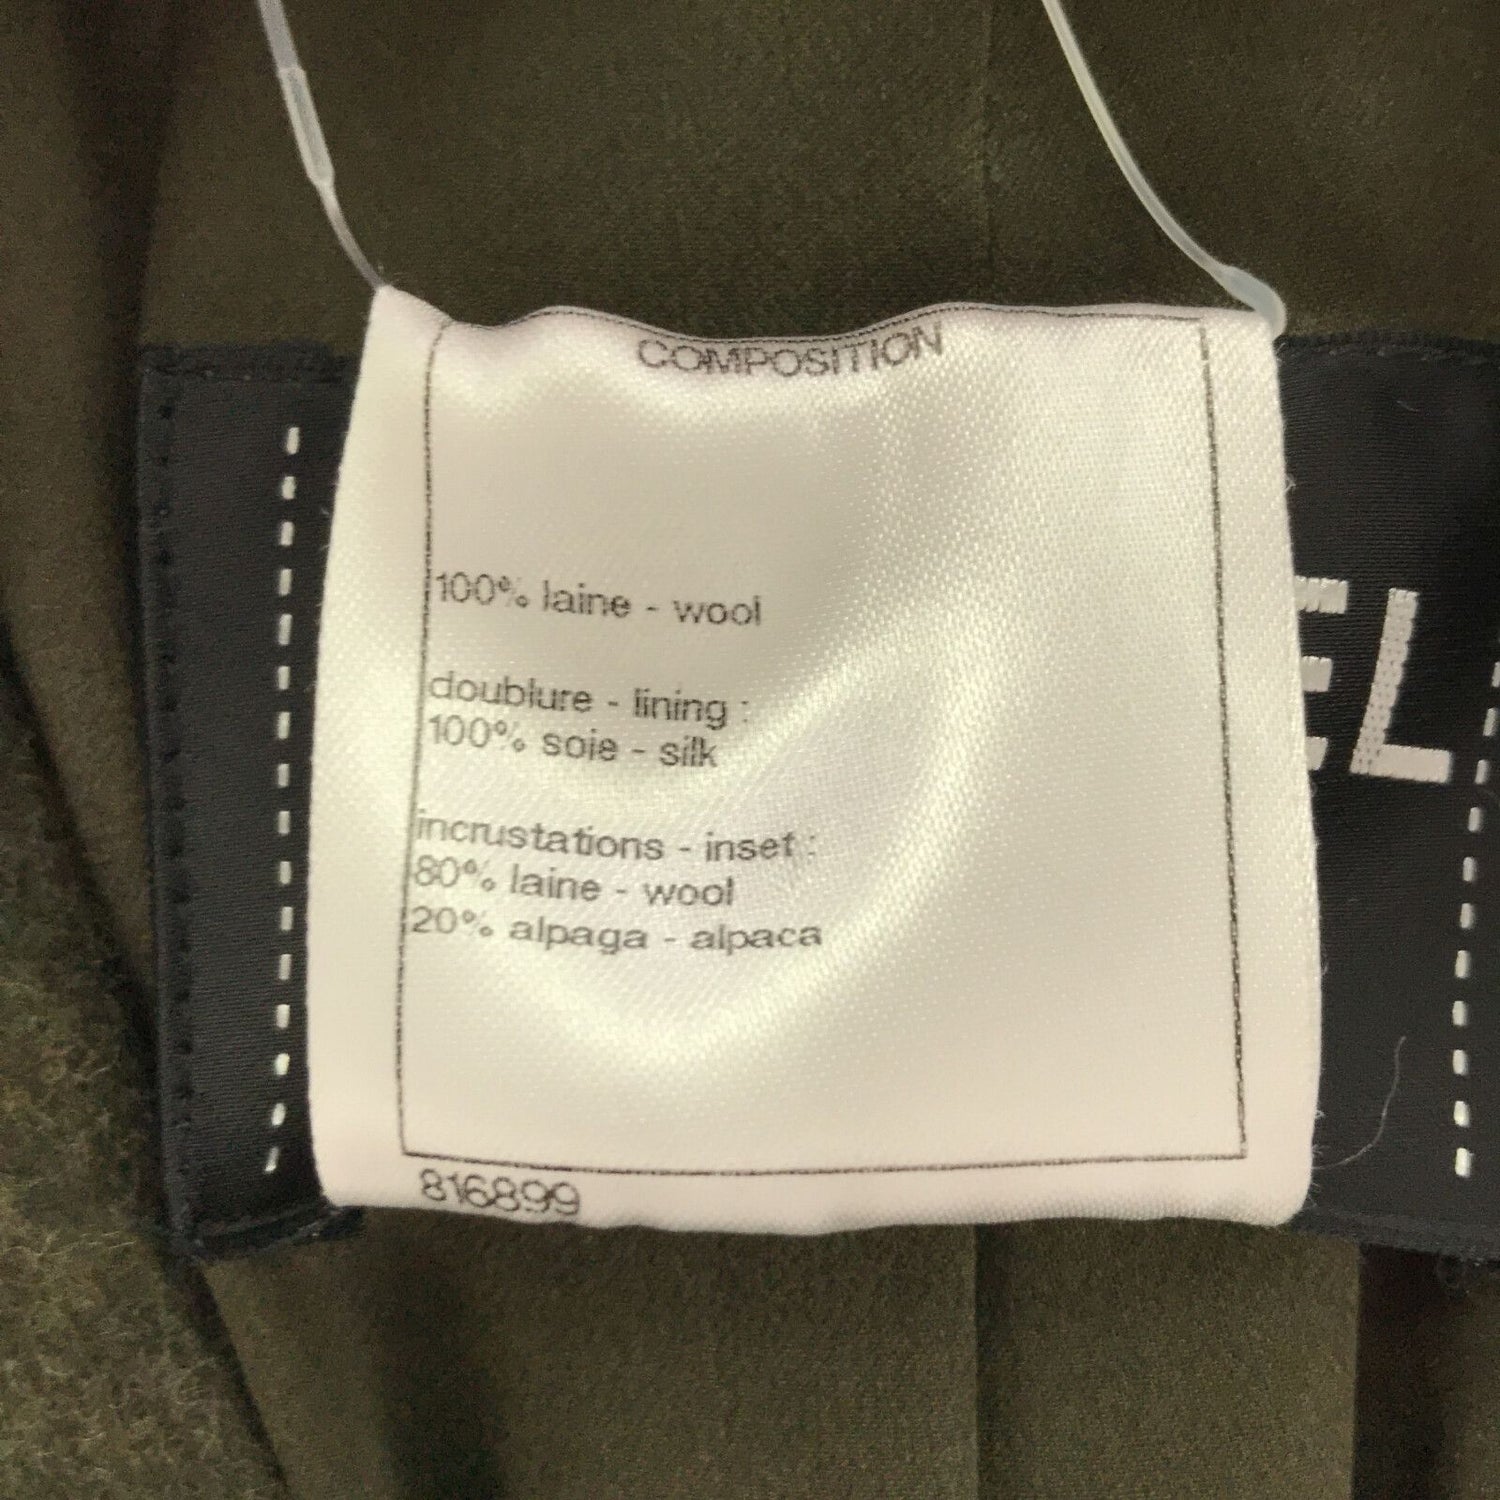 COMPOSITION
100% laine - wool
doublure - lining :
100% soie - silk
incrustations - inset :
80% laine - wool
20% alpaga - alpaca
816899
EL